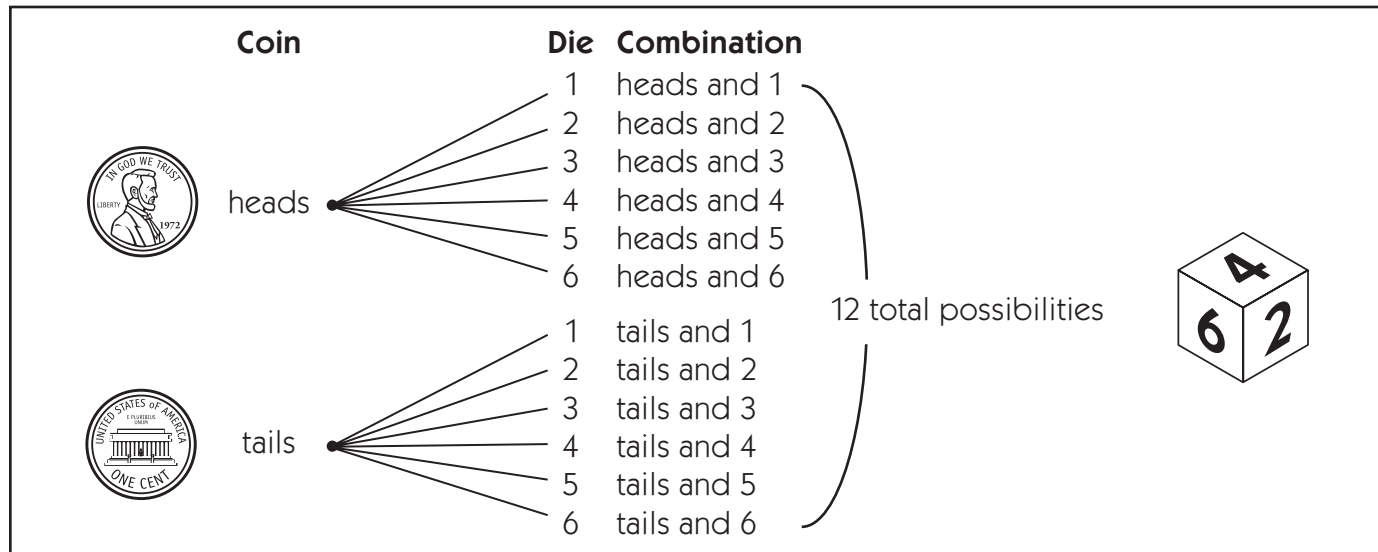 Coin Die Combination
1 heads and 1
2 heads and 2
3 heads and 3
4 heads and 4
5 heads and 5
6 heads and 6
IN GOD WE TRUST
LIBERTY
1972
heads
12 total possibilities
4
6 2
1 tails and 1
2 tails and 2
3 tails and 3
4 tails and 4
5 tails and 5
6 tails and 6
UNITED STATES OF AMERICA
E PLURIBUS
UNUM
ONE CENT
tails